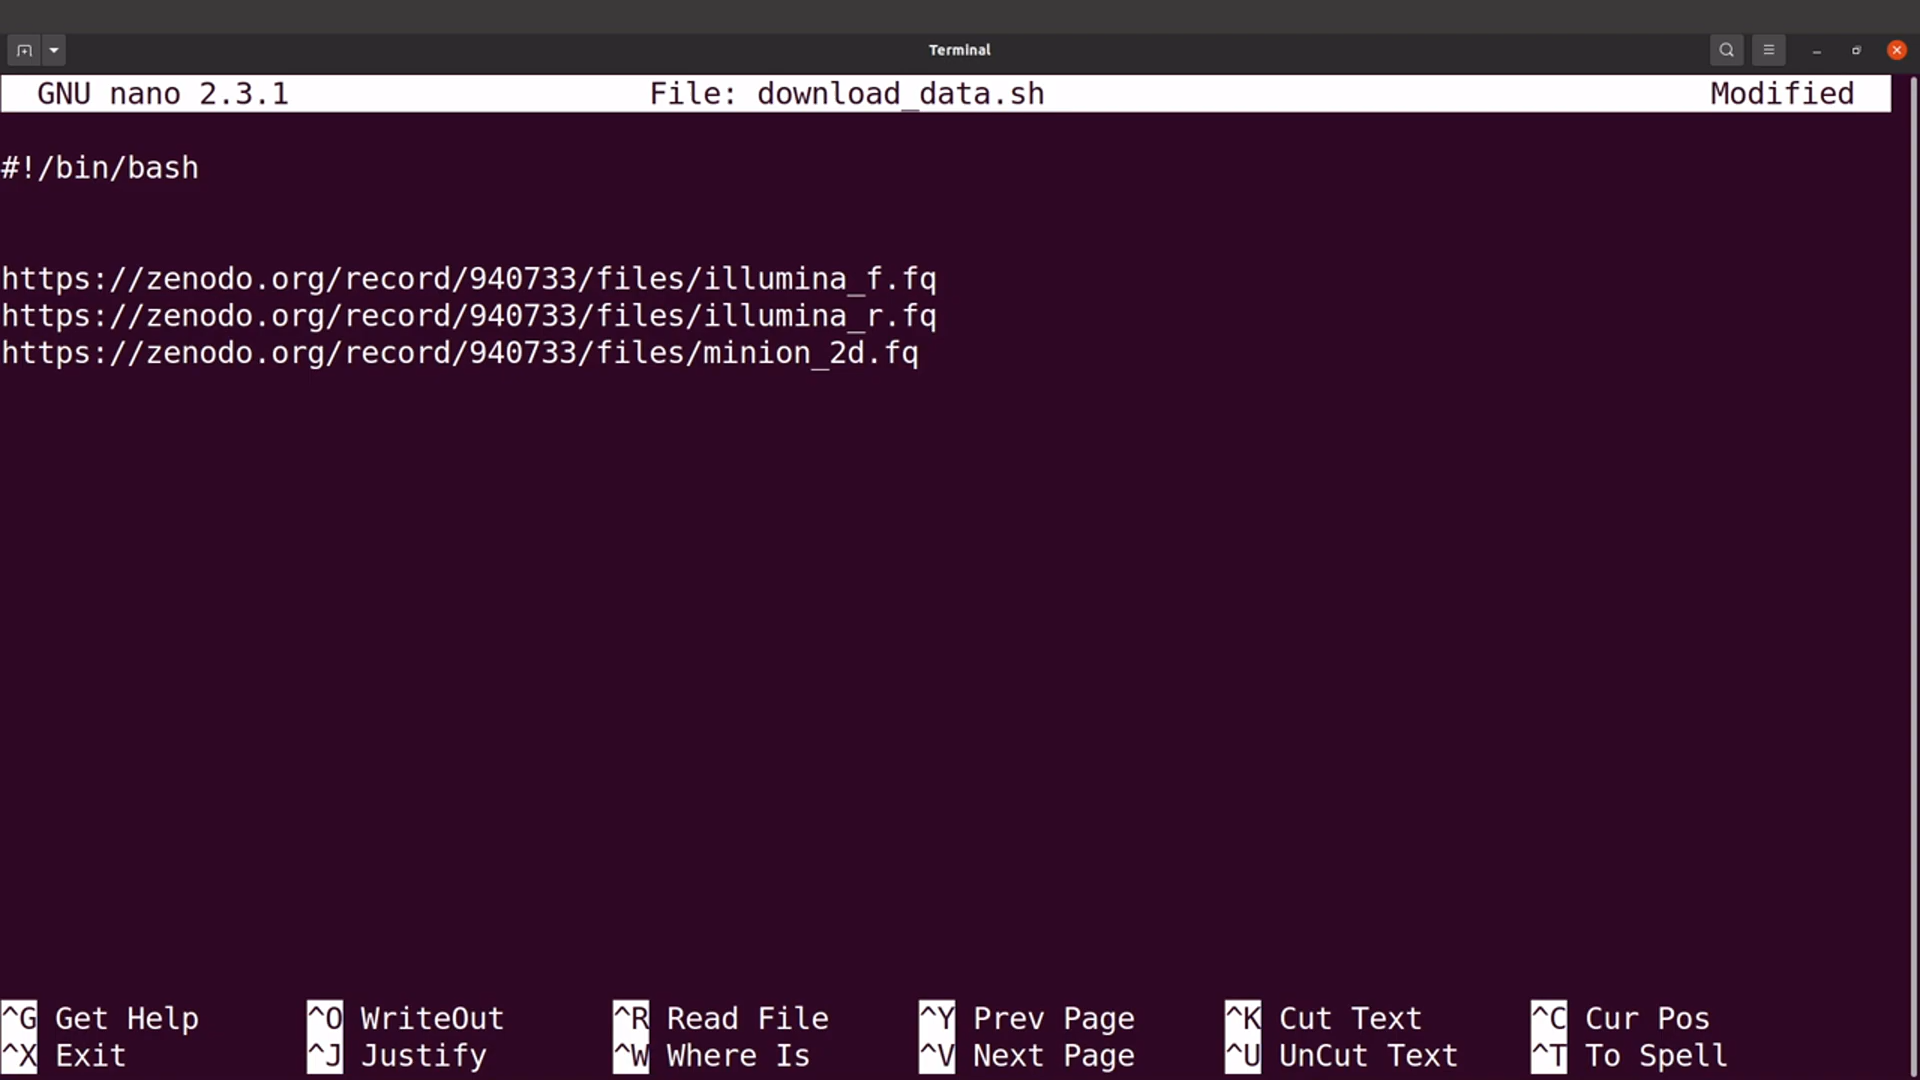 Terminal
GNU nano 2.3.1 File: download_data.sh Modified
#!/bin/bash
https://zenodo.org/record/940733/files/illumina_f.fq
https://zenodo.org/record/940733/files/illumina_r.fq
https://zenodo.org/record/940733/files/minion_2d.fq
^G Get Help ^O WriteOut ^R Read File ^Y Prev Page ^K Cut Text ^C Cur Pos
^X Exit ^J Justify ^W Where Is ^V Next Page ^U UnCut Text ^T To Spell